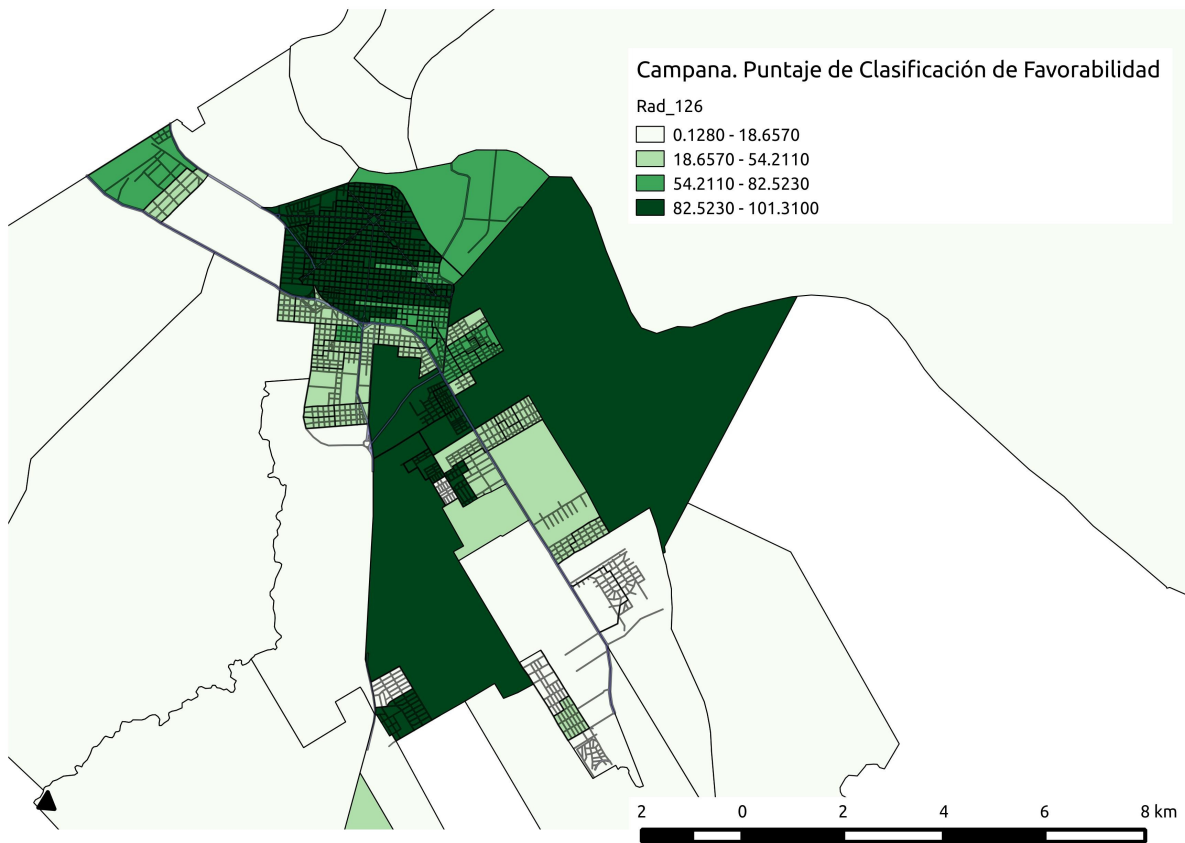 Campana. Puntaje de Clasificación de Favorabilidad
Rad_126
0.1280 - 18.6570
18.6570 - 54.2110
54.2110 - 82.5230
82.5230 - 101.3100
2 0 2 4 6 8 km